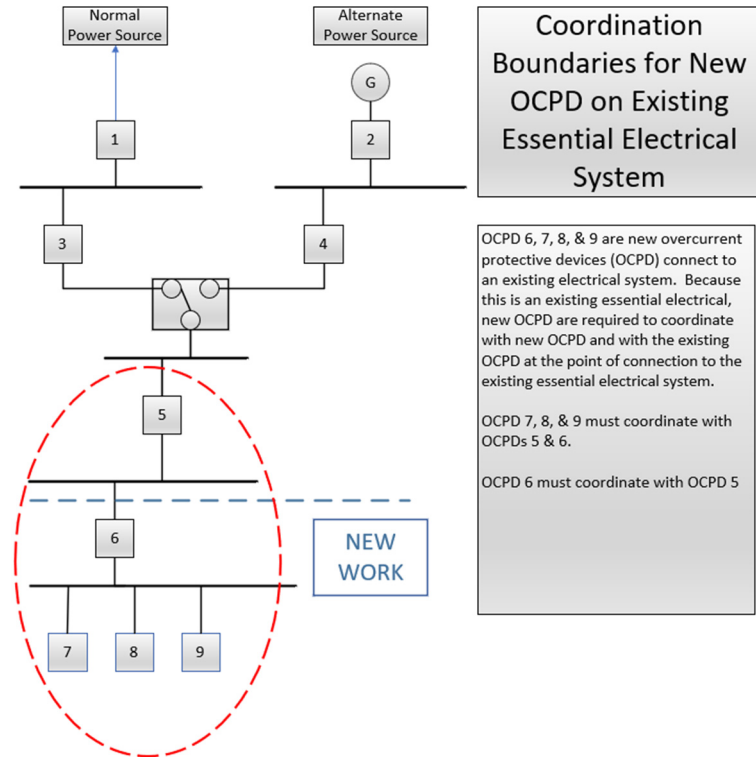 Normal
Power Source
Alternate
Power Source
G
1
2
3
4
5
6
NEW
WORK
7
8
9
Coordination
Boundaries for New
OCPD on Existing
Essential Electrical
System
OCPD 6, 7, 8, & 9 are new overcurrent
protective devices (OCPD) connect to
an existing electrical system.  Because
this is an existing essential electrical,
new OCPD are required to coordinate
with new OCPD and with the existing
OCPD at the point of connection to the
existing essential electrical system.
OCPD 7, 8, & 9 must coordinate with
OCPDs 5 & 6.
OCPD 6 must coordinate with OCPD 5